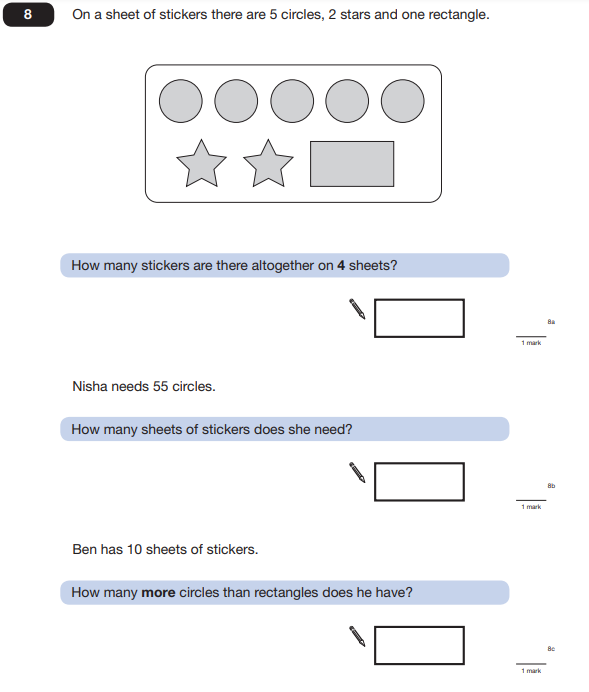 8
On a sheet of stickers there are 5 circles, 2 stars and one rectangle.
How many stickers are there altogether on 4 sheets?
8a
1 mark
Nisha needs 55 circles.
How many sheets of stickers does she need?
8b
1 mark
Ben has 10 sheets of stickers.
How many more circles than rectangles does he have?
8c
1 mark